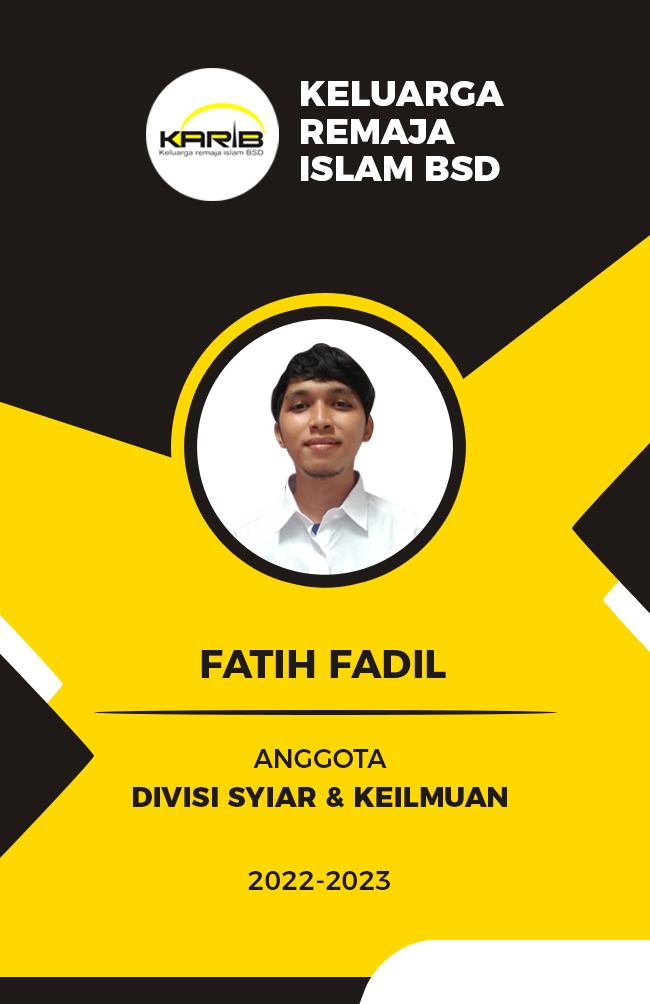 KARIB
Keluarga remaja islam BSD
KELUARGA
REMAJA
ISLAM BSD
FATIH FADIL
ANGGOTA
DIVISI SYIAR & KEILMUAN
2022-2023